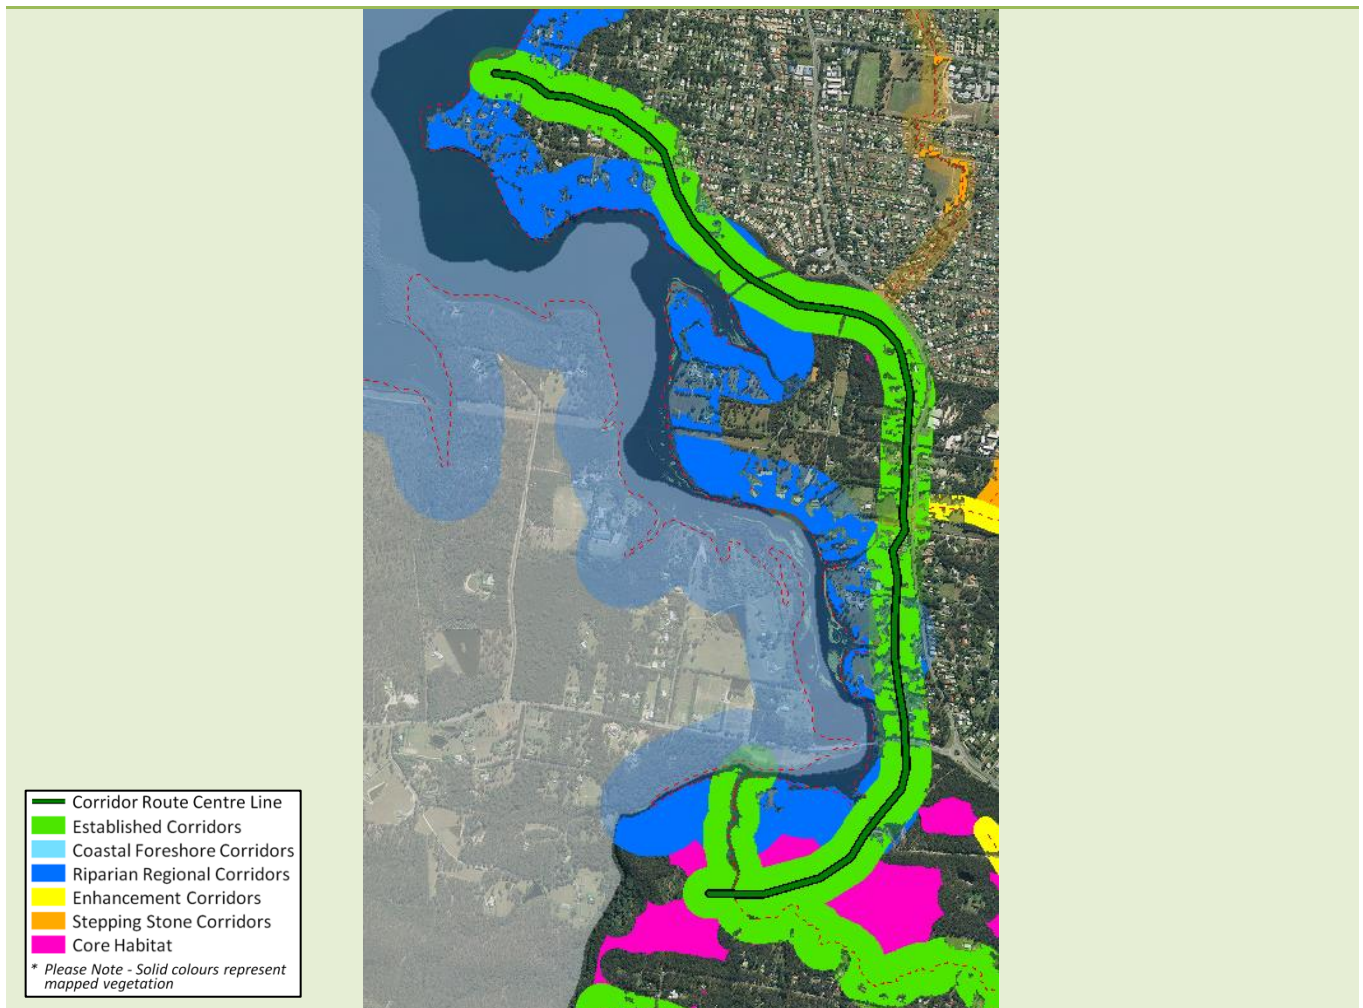 Corridor Route Centre Line
Established Corridors
Coastal Foreshore Corridors
Riparian Regional Corridors
Enhancement Corridors
Stepping Stone Corridors
Core Habitat
* Please Note - Solid colours represent
mapped vegetation